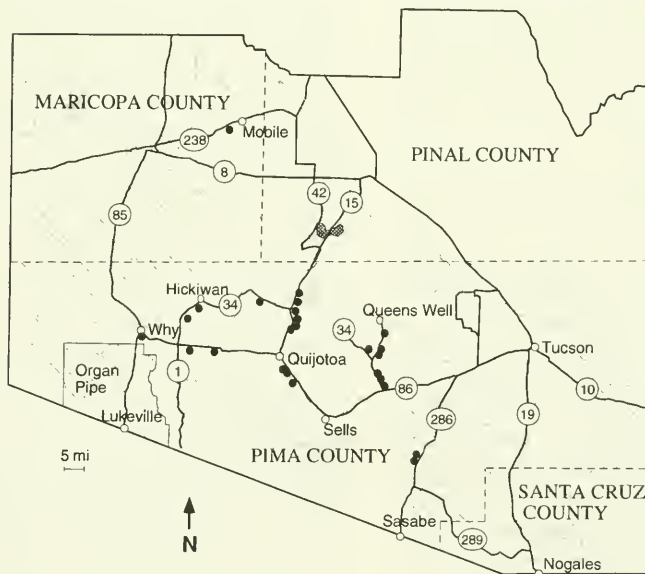 MARICOPA COUNTY
Mobile
238
PINAL COUNTY
8
42
15
85
Hickiwan
34
Queens Well
34
Why
Quijotoa
Tucson
Organ
Pipe
1
86
10
Lukeville
Sells
286
19
5 mi
PIMA COUNTY
SANTA CRUZ
COUNTY
N
Sasabe
289
Nogales